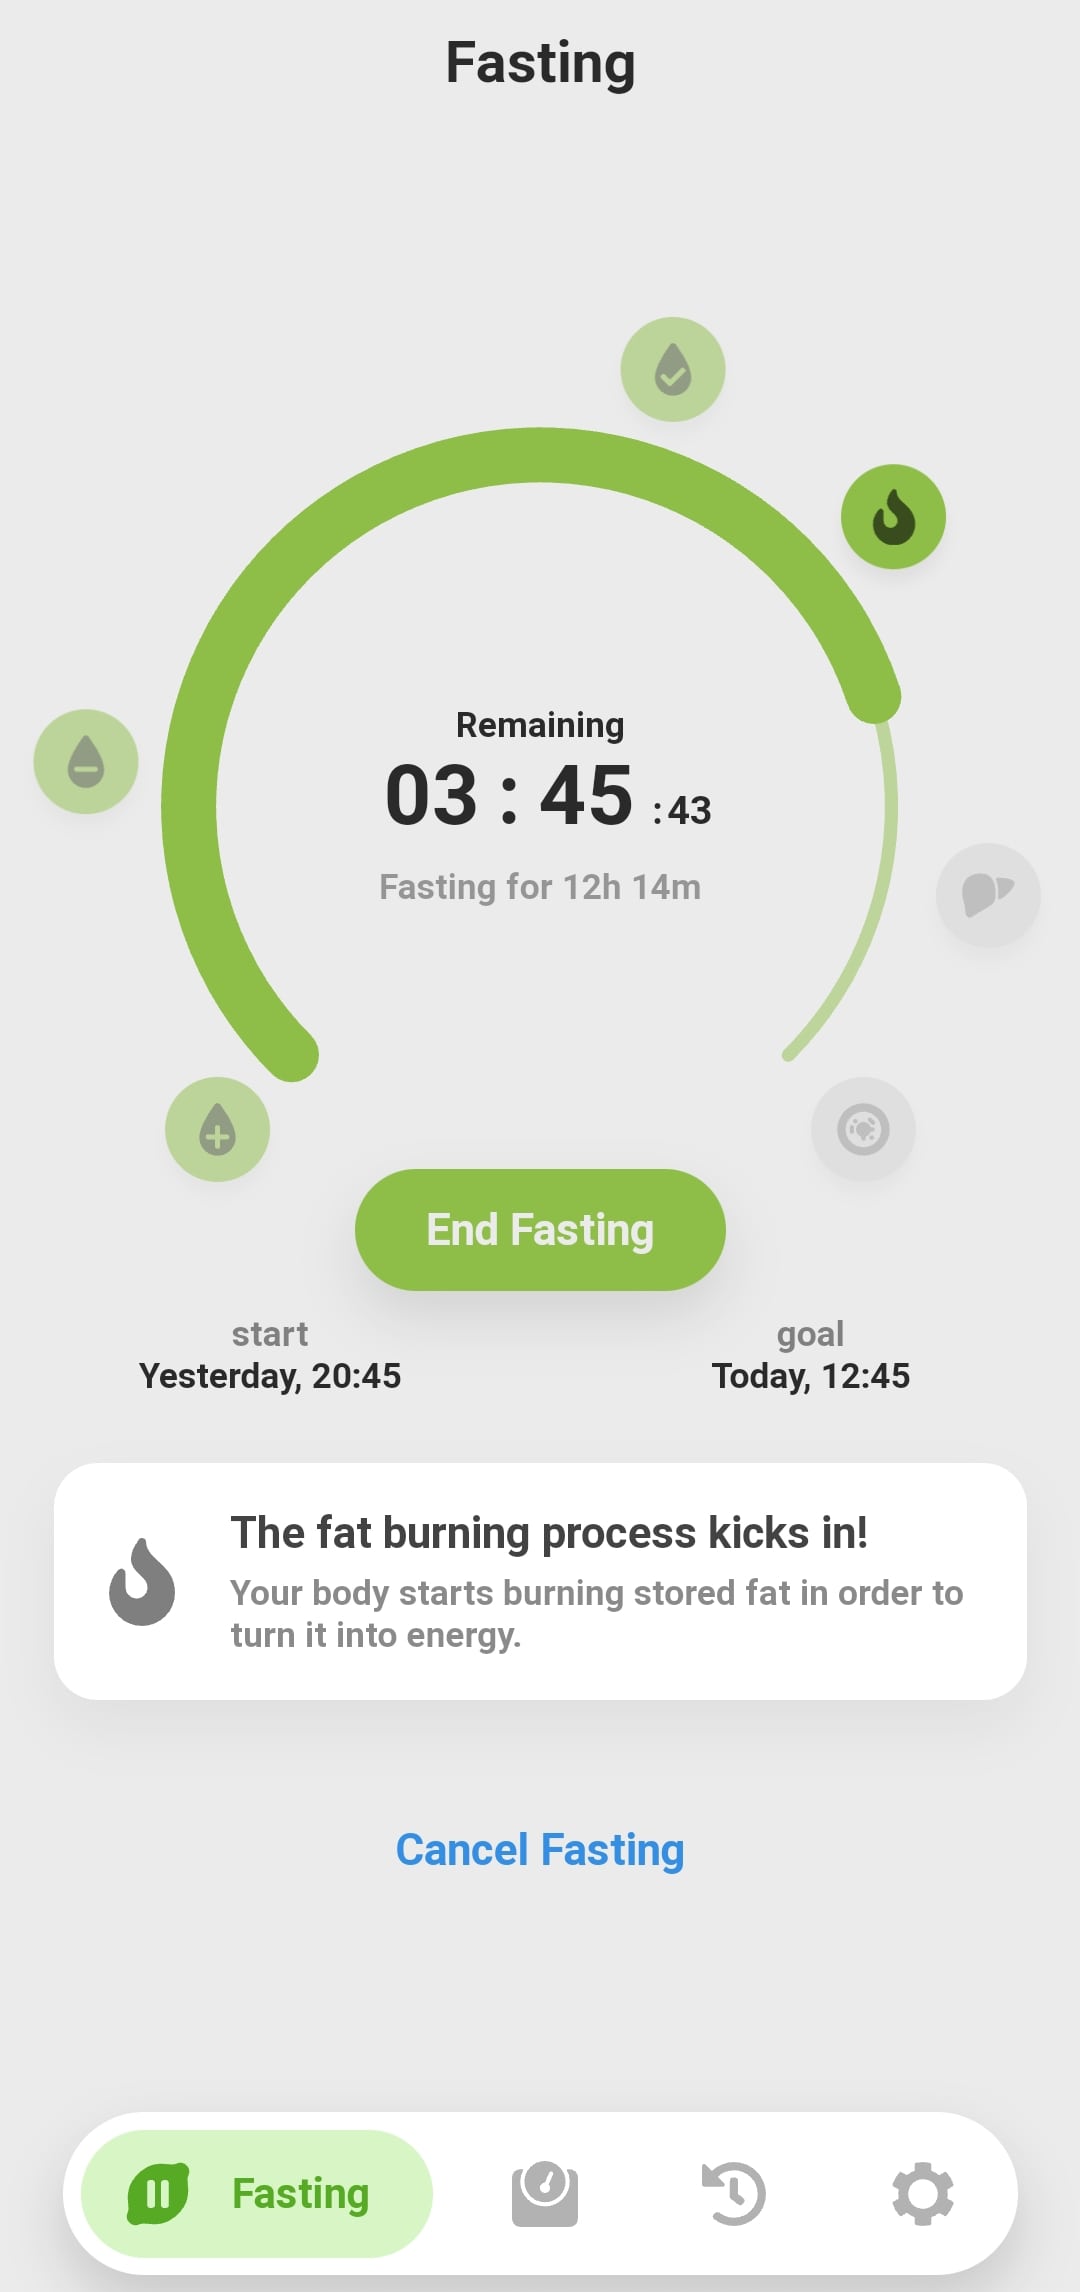 Fasting
Remaining
03 : 45 :43
Fasting for 12h 14m
End Fasting
start
Yesterday, 20:45
goal
Today, 12:45
The fat burning process kicks in!
Your body starts burning stored fat in order to
turn it into energy.
Cancel Fasting
Fasting